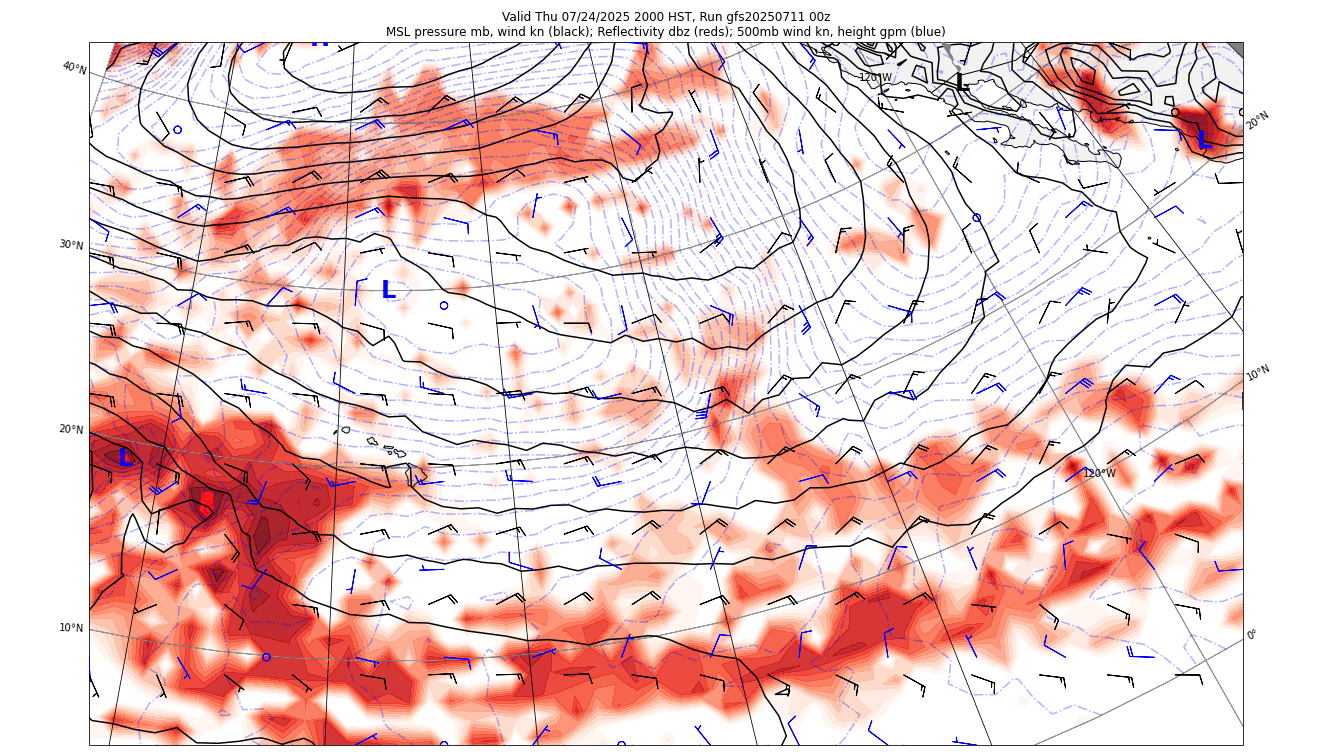 Valid Thu 07/24/2025 2000 HST, Run gfs20250711 00z
MSL pressure mb, wind kn (black); Reflectivity dbz (reds); 500mb wind kn, height gpm (blue)
H
40°N
120°W
L
20°N
L
30°N
L
10°N
20°N
L
120°W
10°N
0°